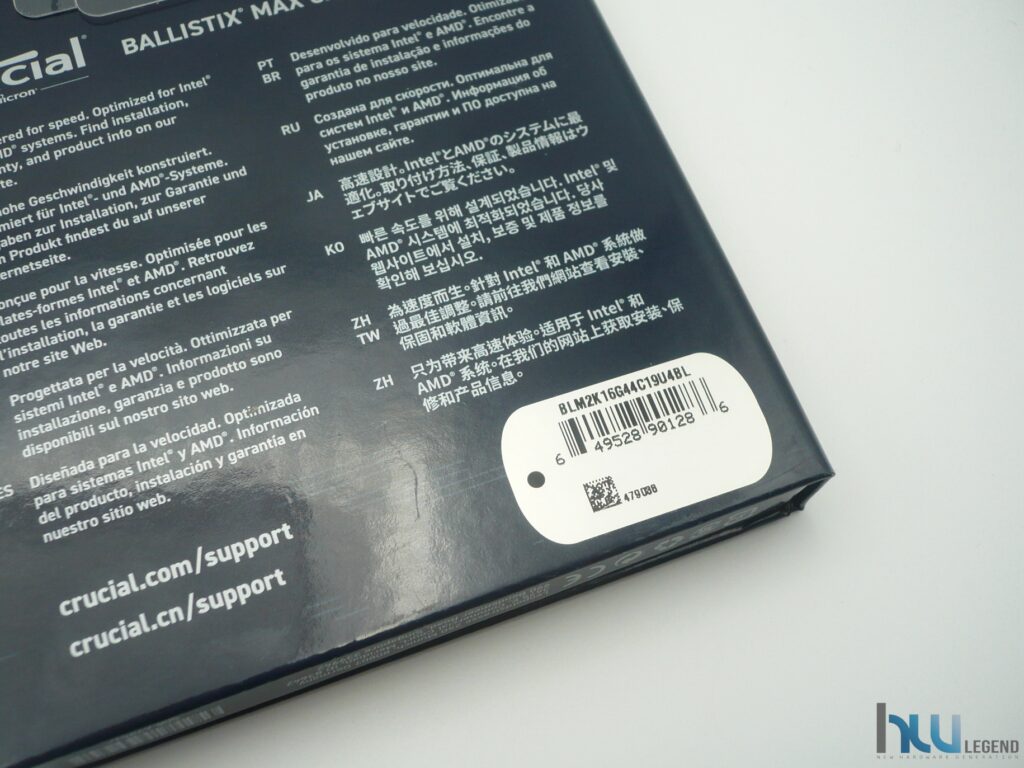 BALLISTIX® MAX
cial®
icron®
ered for speed. Optimized for Intel®
MD® systems. Find installation,
nty, and product info on our
te.
ohe Geschwindigkeit konstruiert.
miert für Intel®- und AMD®-Systeme.
gaben zur Installation, zur Garantie und
n Produkt findest du auf unserer
ernetseite.
onçue pour la vitesse. Optimisée pour les
lates-formes Intel® et AMD®. Retrouvez
outes les informations concernant
l'installation, la garantie et les logiciels sur
notre site Web.
Progettata per la velocità. Ottimizzata per
sistemi Intel® e AMD®. Informazioni su
installazione, garanzia e prodotto sono
disponibili sul nostro sito web.
ES Diseñada para la velocidad. Optimizada
para sistemas Intel® y AMD®. Información
del producto, instalación y garantía en
nuestro sitio web.
crucial.com/support
crucial.cn/support
PT BR Desenvolvido para velocidade. Otimizado
para os sistema Intel® e AMD®. Encontre a
garantia de instalação e informações do
produto no nosso site.
RU Создана для скорости. Оптимальна для
систем Intel® и AMD®. Информация об
установке, гарантии и ПО доступна на
нашем сайте.
JA 高速設計。Intel®とAMD®のシステムに最
適化。取り付け方法、保証、製品情報はウ
ェブサイトでご覧ください。
KO 빠른 속도를 위해 설계되었습니다. Intel® 및
AMD® 시스템에 최적화되었습니다. 당사
웹사이트에서 설치, 보증 및 제품 정보를
확인해 보십시오.
ZH TW 為速度而生。針對 Intel® 和 AMD® 系統做
過最佳調整。請前往我們網站查看安裝、
保固和軟體資訊。
ZH 只为带来高速体验。适用于 Intel® 和
AMD® 系统。在我们的网站上获取安装、保
修和产品信息。
BLM2K16G44C19U4BL
6 49528 90128 6
479088
hw LEGEND
NEW HARDWARE GENERATION